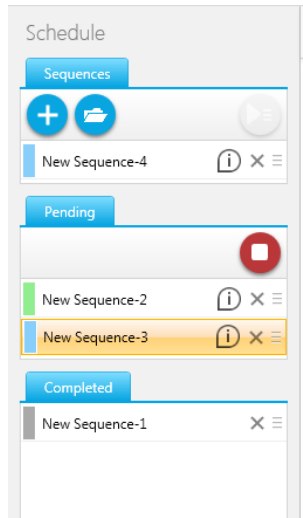 Schedule
Sequences
New Sequence-4
Pending
New Sequence-2
New Sequence-3
Completed
New Sequence-1